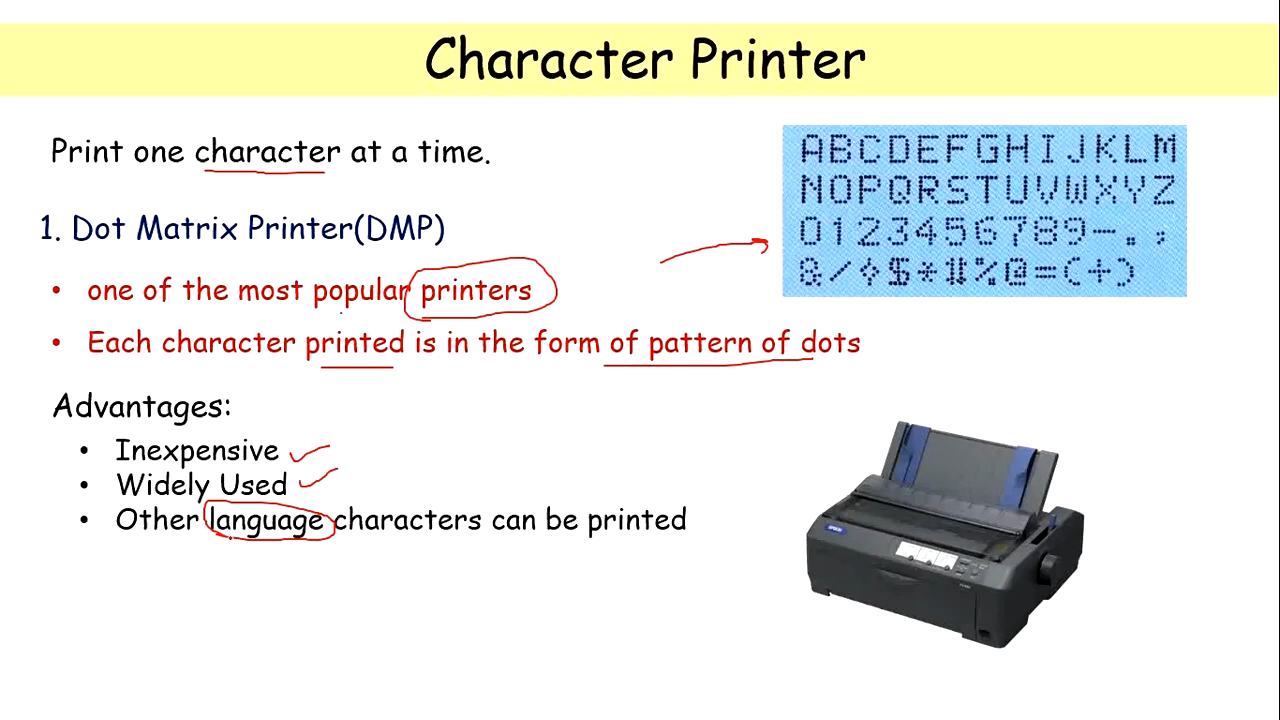 Character Printer
Print one character at a time.
1. Dot Matrix Printer(DMP)
• one of the most popular printers
• Each character printed is in the form of pattern of dots
Advantages:
• Inexpensive
• Widely Used
• Other language characters can be printed
ABCDEFGHIJKLM
NOPQRSTUVWXYZ
0123456789-.,
&/$*#%@=(+)
EPSON